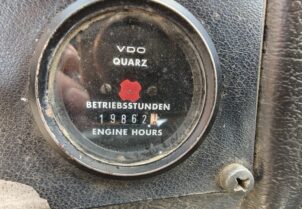 VDO
QUARZ
BETRIEBSSTUNDEN
19862
ENGINE HOURS